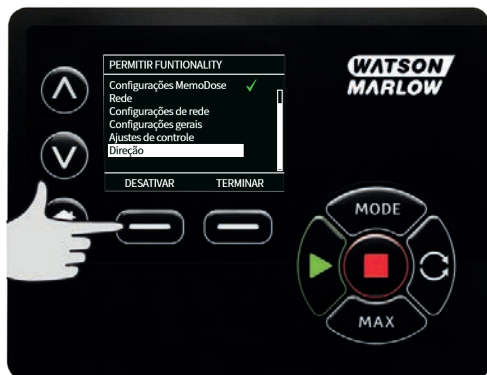 PERMITIR FUNTIONALITY
Configurações MemoDose
Rede
Configurações de rede
Configurações gerais
Ajustes de controle
Direção
DESATIVAR TERMINAR
WATSON
MARLOW
MODE
MAX